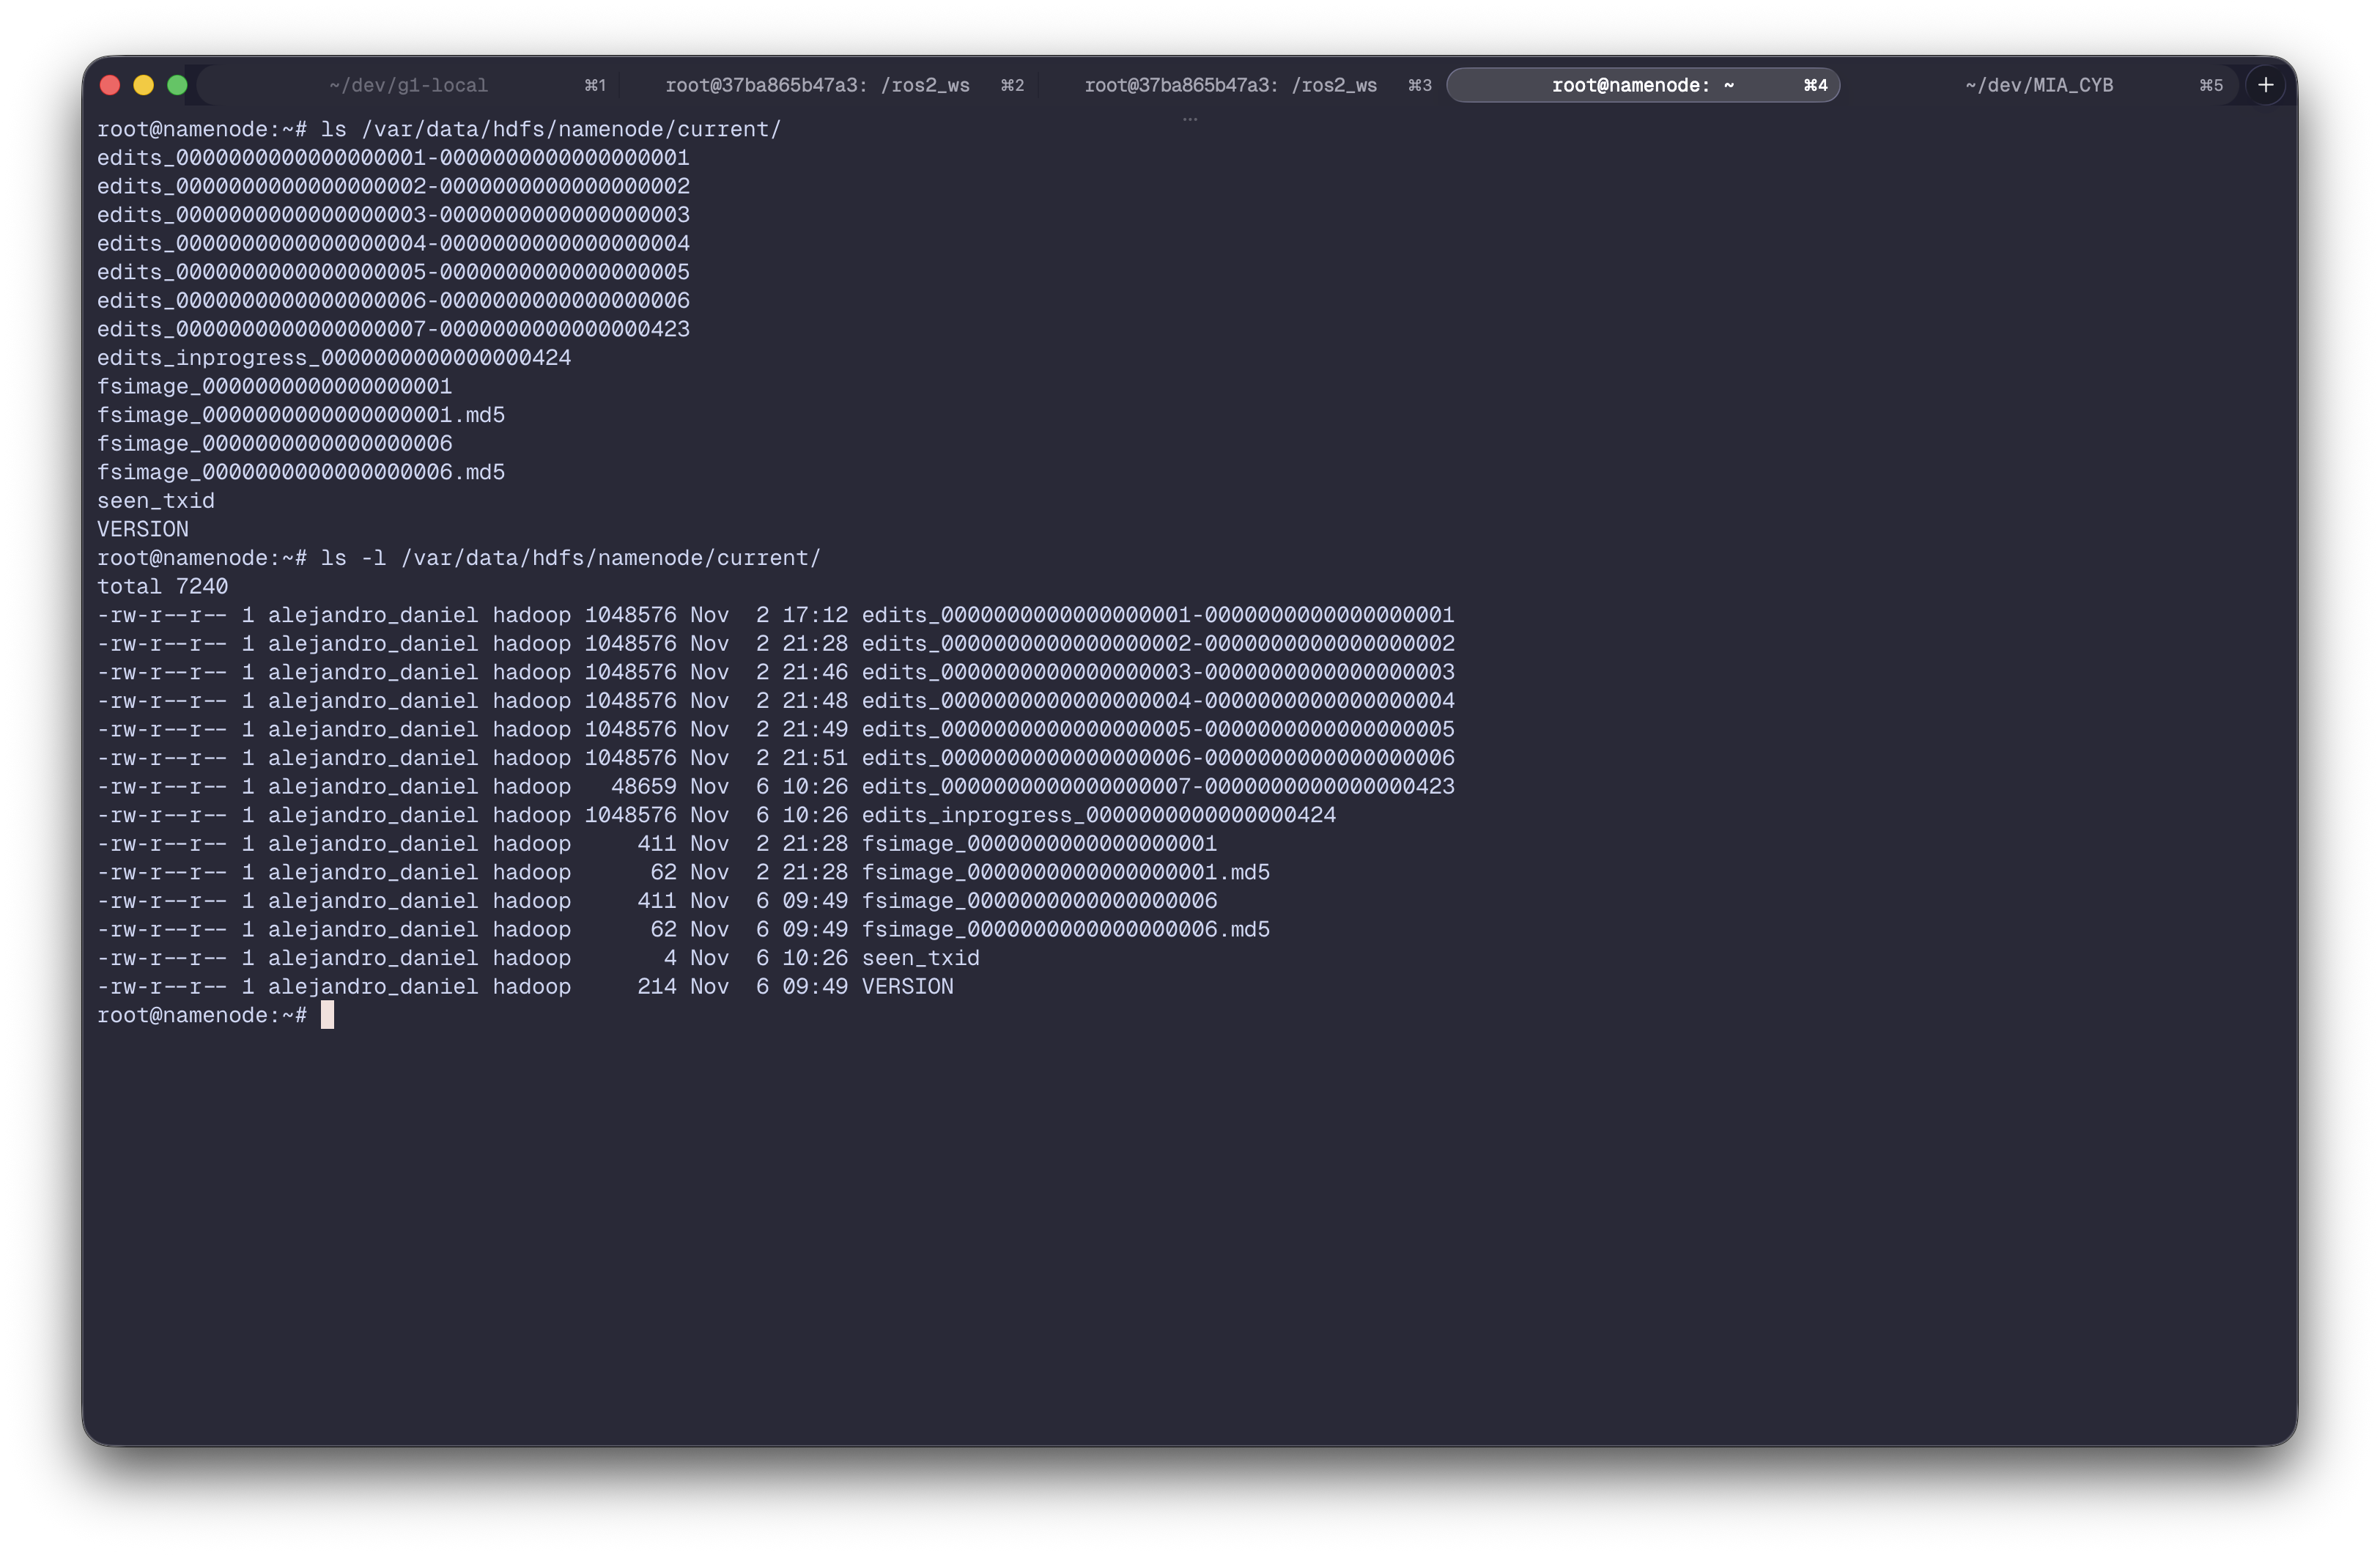 ~/dev/g1-local ⌘1 root@37ba865b47a3: /ros2_ws ⌘2 root@37ba865b47a3: /ros2_ws ⌘3 root@namenode: ~ ⌘4 ~/dev/MIA_CYB ⌘5 +
…
root@namenode:~# ls /var/data/hdfs/namenode/current/
edits_0000000000000000001-0000000000000000001
edits_0000000000000000002-0000000000000000002
edits_0000000000000000003-0000000000000000003
edits_0000000000000000004-0000000000000000004
edits_0000000000000000005-0000000000000000005
edits_0000000000000000006-0000000000000000006
edits_0000000000000000007-0000000000000000423
edits_inprogress_0000000000000000424
fsimage_0000000000000000001
fsimage_0000000000000000001.md5
fsimage_0000000000000000006
fsimage_0000000000000000006.md5
seen_txid
VERSION
root@namenode:~# ls -l /var/data/hdfs/namenode/current/
total 7240
-rw-r--r-- 1 alejandro_daniel hadoop 1048576 Nov  2 17:12 edits_0000000000000000001-0000000000000000001
-rw-r--r-- 1 alejandro_daniel hadoop 1048576 Nov  2 21:28 edits_0000000000000000002-0000000000000000002
-rw-r--r-- 1 alejandro_daniel hadoop 1048576 Nov  2 21:46 edits_0000000000000000003-0000000000000000003
-rw-r--r-- 1 alejandro_daniel hadoop 1048576 Nov  2 21:48 edits_0000000000000000004-0000000000000000004
-rw-r--r-- 1 alejandro_daniel hadoop 1048576 Nov  2 21:49 edits_0000000000000000005-0000000000000000005
-rw-r--r-- 1 alejandro_daniel hadoop 1048576 Nov  2 21:51 edits_0000000000000000006-0000000000000000006
-rw-r--r-- 1 alejandro_daniel hadoop   48659 Nov  6 10:26 edits_0000000000000000007-0000000000000000423
-rw-r--r-- 1 alejandro_daniel hadoop 1048576 Nov  6 10:26 edits_inprogress_0000000000000000424
-rw-r--r-- 1 alejandro_daniel hadoop     411 Nov  2 21:28 fsimage_0000000000000000001
-rw-r--r-- 1 alejandro_daniel hadoop      62 Nov  2 21:28 fsimage_0000000000000000001.md5
-rw-r--r-- 1 alejandro_daniel hadoop     411 Nov  6 09:49 fsimage_0000000000000000006
-rw-r--r-- 1 alejandro_daniel hadoop      62 Nov  6 09:49 fsimage_0000000000000000006.md5
-rw-r--r-- 1 alejandro_daniel hadoop       4 Nov  6 10:26 seen_txid
-rw-r--r-- 1 alejandro_daniel hadoop     214 Nov  6 09:49 VERSION
root@namenode:~#